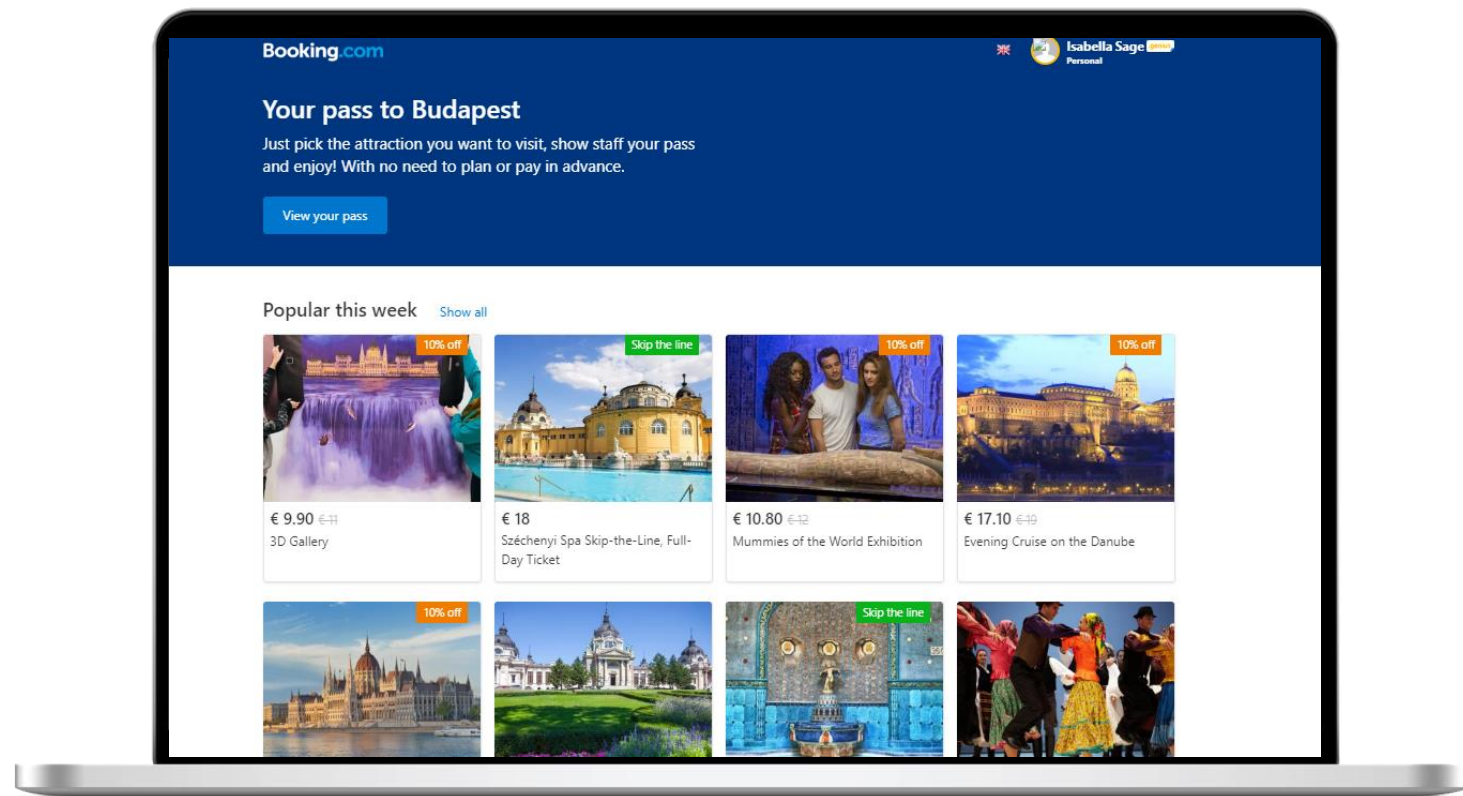 Booking.com
Isabella Sage
genius
Personal
Your pass to Budapest
Just pick the attraction you want to visit, show staff your pass
and enjoy! With no need to plan or pay in advance.
View your pass
Popular this week Show all
10% off
Skip the line
10% off
10% off
€ 9.90 € 11
3D Gallery
€ 18
Széchenyi Spa Skip-the-Line, Full-
Day Ticket
€ 10.80 € 12
Mummies of the World Exhibition
€ 17.10 € 19
Evening Cruise on the Danube
10% off
Skip the line